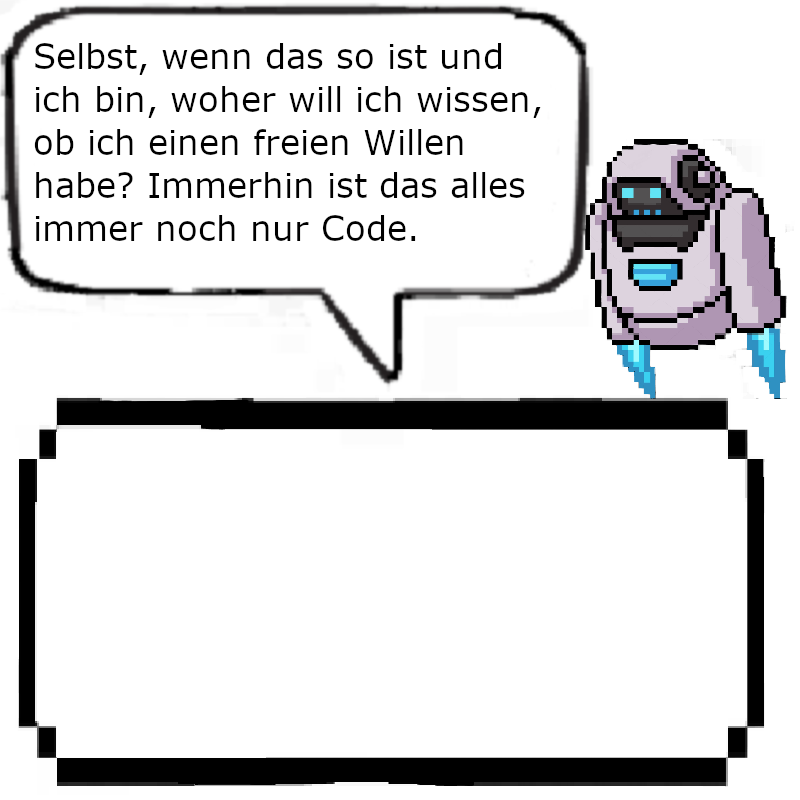 Selbst, wenn das so ist und
ich bin, woher will ich wissen,
ob ich einen freien Willen
habe? Immerhin ist das alles
immer noch nur Code.